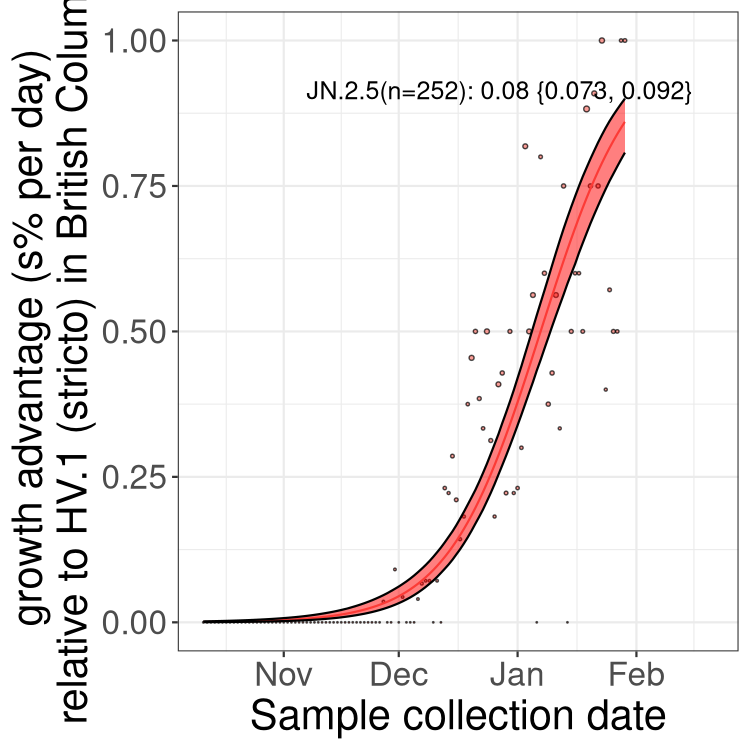 growth advantage (s% per day)
relative to HV.1 (stricto) in British Colum
1.00
0.75
0.50
0.25
0.00
JN.2.5(n=252): 0.08 {0.073, 0.092}
Nov Dec Jan Feb
Sample collection date